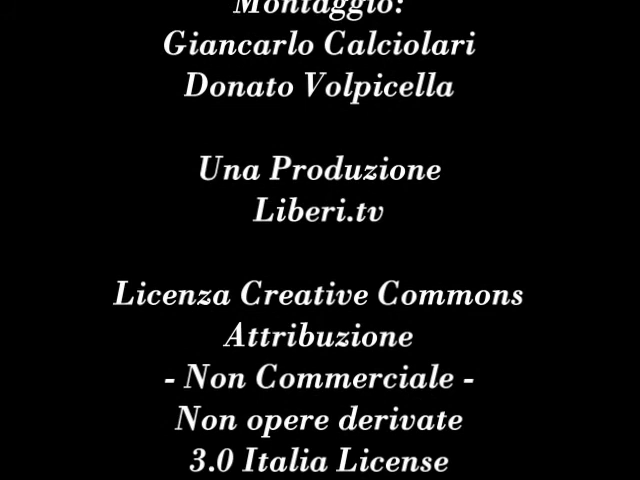 Montaggio:
Giancarlo Calciolari
Donato Volpicella
Una Produzione
Liberi.tv
Licenza Creative Commons
Attribuzione
- Non Commerciale -
Non opere derivate
3.0 Italia License